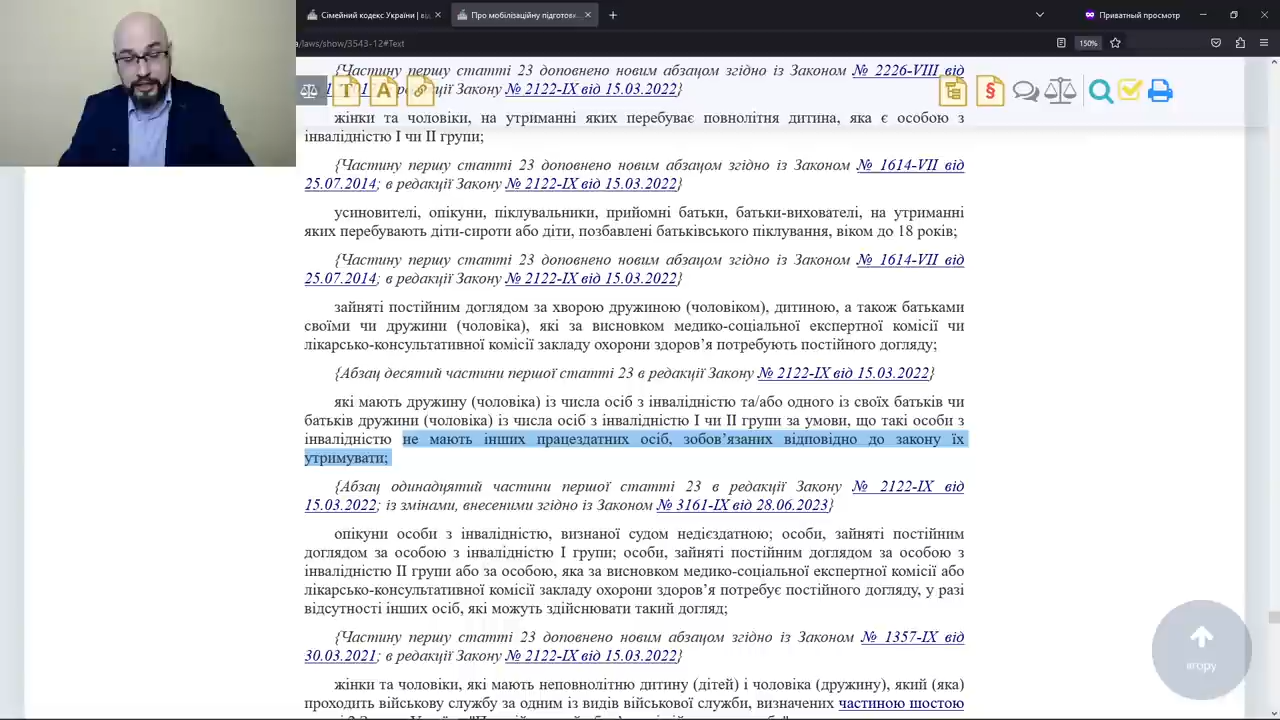 Сімейний кодекс України | від
Про мобілізаційну підготовк
Приватный просмотр
a/laws/show/3543-12#Text
150%
{Частину першу статті 23 доповнено новим абзацом згідно із Законом № 2226-VIII від
Закону № 2122-IX від 15.03.2022}
жінки та чоловіки, на утриманні яких перебуває повнолітня дитина, яка є особою з
інвалідністю I чи II групи;
{Частину першу статті 23 доповнено новим абзацом згідно із Законом № 1614-VII від
25.07.2014; в редакції Закону № 2122-IX від 15.03.2022}
усиновителі, опікуни, піклувальники, прийомні батьки, батьки-вихователі, на утриманні
яких перебувають діти-сироти або діти, позбавлені батьківського піклування, віком до 18 років;
{Частину першу статті 23 доповнено новим абзацом згідно із Законом № 1614-VII від
25.07.2014; в редакції Закону № 2122-IX від 15.03.2022}
зайняті постійним доглядом за хворою дружиною (чоловіком), дитиною, а також батьками
своїми чи дружини (чоловіка), які за висновком медико-соціальної експертної комісії чи
лікарсько-консультативної комісії закладу охорони здоров’я потребують постійного догляду;
{Абзац десятий частини першої статті 23 в редакції Закону № 2122-IX від 15.03.2022}
які мають дружину (чоловіка) із числа осіб з інвалідністю та/або одного із своїх батьків чи
батьків дружини (чоловіка) із числа осіб з інвалідністю I чи II групи за умови, що такі особи з
інвалідністю не мають інших працездатних осіб, зобов’язаних відповідно до закону їх
утримувати;
{Абзац одинадцятий частини першої статті 23 в редакції Закону № 2122-IX від
15.03.2022; із змінами, внесеними згідно із Законом № 3161-IX від 28.06.2023}
опікуни особи з інвалідністю, визнаної судом недієздатною; особи, зайняті постійним
доглядом за особою з інвалідністю I групи; особи, зайняті постійним доглядом за особою з
інвалідністю II групи або за особою, яка за висновком медико-соціальної експертної комісії або
лікарсько-консультативної комісії закладу охорони здоров’я потребує постійного догляду, у разі
відсутності інших осіб, які можуть здійснювати такий догляд;
{Частину першу статті 23 доповнено новим абзацом згідно із Законом № 1357-IX від
30.03.2021; в редакції Закону № 2122-IX від 15.03.2022}
жінки та чоловіки, які мають неповнолітню дитину (дітей) і чоловіка (дружину), який (яка)
проходить військову службу за одним із видів військової служби, визначених частиною шостою
вгору